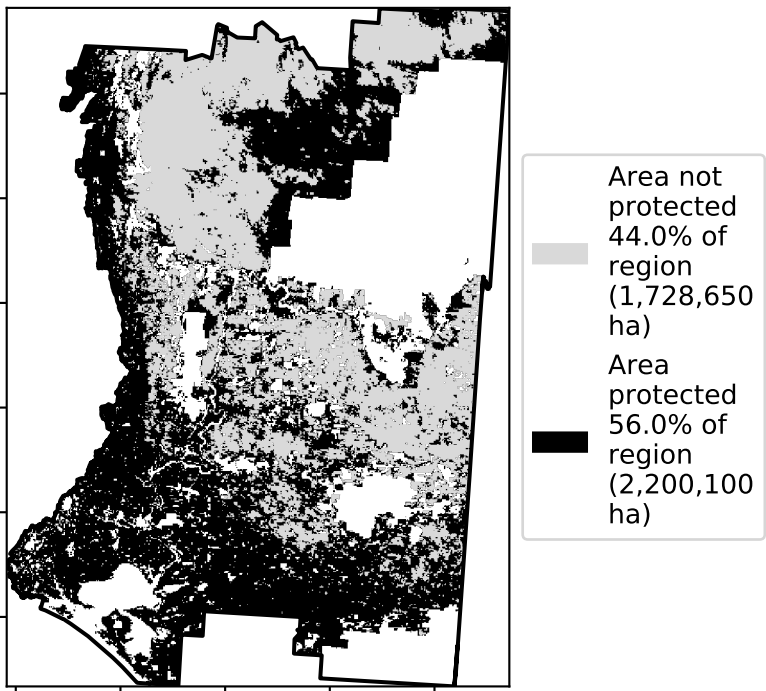 Area not
protected
44.0% of
region
(1,728,650
ha)
Area
protected
56.0% of
region
(2,200,100
ha)